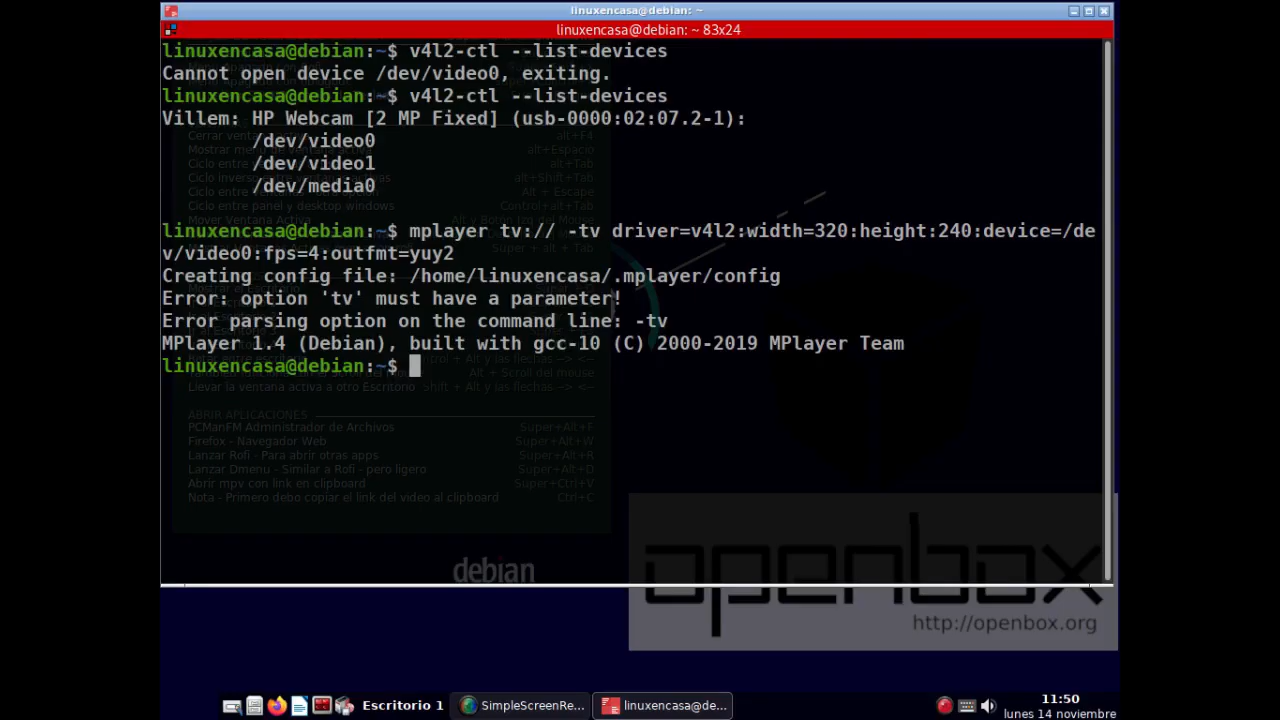 linuxencasa@debian: ~
linuxencasa@debian: ~ 83x24
linuxencasa@debian:~$ v4l2-ctl --list-devices
Cannot open device /dev/video0, exiting.
linuxencasa@debian:~$ v4l2-ctl --list-devices
Villem: HP Webcam [2 MP Fixed] (usb-0000:02:07.2-1):
/dev/video0
/dev/video1
/dev/media0
linuxencasa@debian:~$ mplayer tv:// -tv driver=v4l2:width=320:height:240:device=/de
v/video0:fps=4:outfmt=yuy2
Creating config file: /home/linuxencasa/.mplayer/config
Error: option 'tv' must have a parameter!
Error parsing option on the command line: -tv
MPlayer 1.4 (Debian), built with gcc-10 (C) 2000-2019 MPlayer Team
linuxencasa@debian:~$
Cerrar ventana alt+F4
alt+Espacio
Ciclo entre alt+Tab
Ciclo inverso entre ventanas activas alt+Shift+Tab
Alt + Escape
Ciclo entre panel y desktop windows Control+alt+Tab
Mover Ventana Activa Alt y Botón Izq del Mouse
Super + alt + Tab
Alt + Scroll del mouse
Llevar la ventana activa a otro Escritorio Shift + Alt y las flechas --> <--
ABRIR APLICACIONES
PCManFM Administrador de Archivos Super+Alt+F
Firefox - Navegador Web Super+Alt+W
Lanzar Rofi - Para abrir otras apps Super+Alt+R
Lanzar Dmenu - Similar a Rofi - pero ligero Super+Alt+D
Abrir mpv con link en clipboard Super+Ctrl+V
Nota - Primero debo copiar el link del video al clipboard Ctrl+C
debian
openbox
http://openbox.org
Escritorio 1
SimpleScreenRe...
linuxencasa@de...
11:50
lunes 14 noviembre